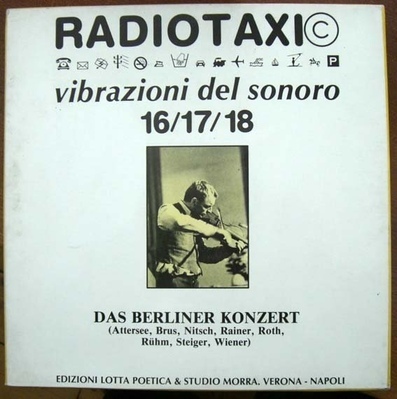 RADIOTAXI©
P
vibrazioni del sonoro
16/17/18
DAS BERLINER KONZERT
(Attersee, Brus, Nitsch, Rainer, Roth,
Rühm, Steiger, Wiener)
EDIZIONI LOTTA POETICA & STUDIO MORRA. VERONA - NAPOLI